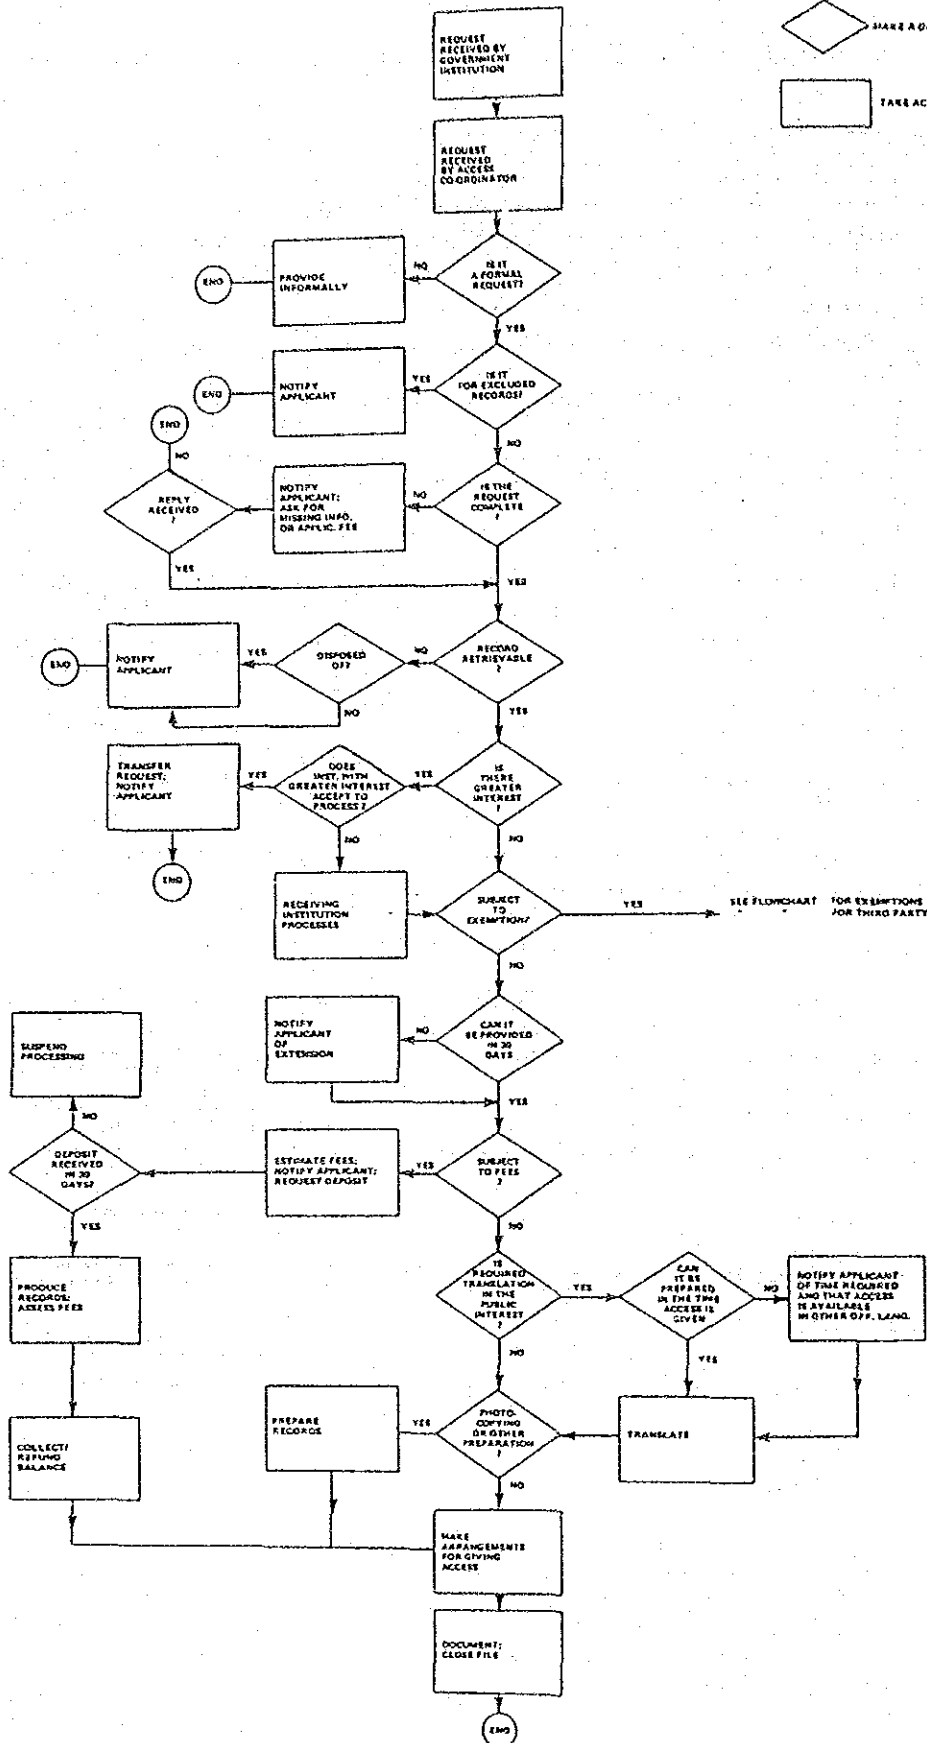 REQUEST
RECEIVED BY
GOVERNMENT
INSTITUTION
MAKE A D
TAKE AC
REQUEST
RECEIVED
BY ACCESS
CO-ORDINATOR
IS IT
A FORMAL
REQUEST?
NO
PROVIDE
INFORMALLY
END
YES
IS IT
FOR EXCLUDED
RECORDS?
YES
NOTIFY
APPLICANT
END
NO
IS THE
REQUEST
COMPLETE
?
NO
NOTIFY
APPLICANT;
ASK FOR
MISSING INFO.
OR APPLIC. FEE
REPLY
RECEIVED
?
NO
END
YES
YES
RECORD
RETRIEVABLE
?
NO
DISPOSED
OF?
YES
NO
NOTIFY
APPLICANT
END
YES
IS
THERE
GREATER
INTEREST
?
YES
DOES
INST. WITH
GREATER INTEREST
ACCEPT TO
PROCESS?
YES
TRANSFER
REQUEST;
NOTIFY
APPLICANT
END
NO
RECEIVING
INSTITUTION
PROCESSES
NO
SUBJECT
TO
EXEMPTION?
YES
SEE FLOWCHART FOR EXEMPTIONS
" " FOR THIRD PARTY
NO
CAN IT
BE PROVIDED
IN 30
DAYS
NO
NOTIFY
APPLICANT
OF
EXTENSION
YES
SUBJECT
TO FEES
?
YES
ESTIMATE FEES;
NOTIFY APPLICANT;
REQUEST DEPOSIT
DEPOSIT
RECEIVED
IN 30
DAYS?
NO
SUSPEND
PROCESSING
YES
PRODUCE
RECORDS;
ASSESS FEES
COLLECT/
REFUND
BALANCE
NO
IS
REQUIRED
TRANSLATION
IN THE
PUBLIC
INTEREST
?
YES
CAN
IT BE
PREPARED
IN THE TIME
ACCESS IS
GIVEN
NO
NOTIFY APPLICANT
OF TIME REQUIRED
AND THAT ACCESS
IS AVAILABLE
IN OTHER OFF. LANG.
YES
TRANSLATE
NO
PHOTO-
COPYING
OR OTHER
PREPARATION
?
YES
PREPARE
RECORDS
NO
MAKE
ARRANGEMENTS
FOR GIVING
ACCESS
DOCUMENT;
CLOSE FILE
END